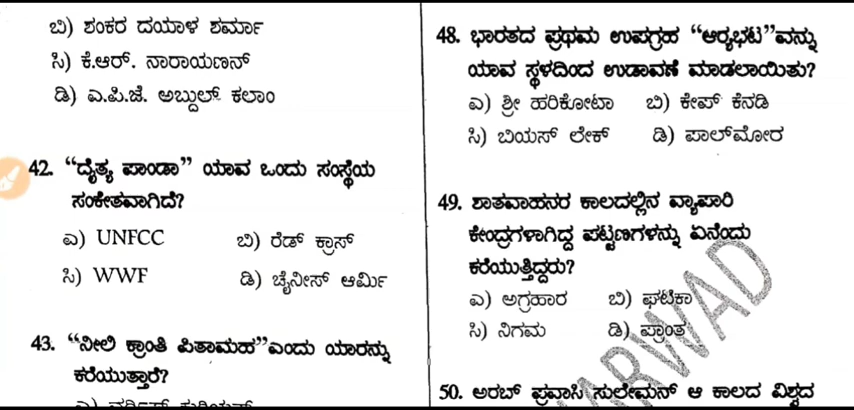 ಬಿ) ಶಂಕರ ದಯಾಳ ಶರ್ಮಾ
ಸಿ) ಕೆ.ಆರ್. ನಾರಾಯಣನ್
ಡಿ) ಎ.ಪಿ.ಜೆ. ಅಬ್ದುಲ್ ಕಲಾಂ
42. “ದೈತ್ಯ ಪಾಂಡಾ” ಯಾವ ಒಂದು ಸಂಸ್ಥೆಯ
ಸಂಕೇತವಾಗಿದೆ?
ಎ) UNFCC ಬಿ) ರೆಡ್ ಕ್ರಾಸ್
ಸಿ) WWF ಡಿ) ಚೈನೀಸ್ ಆರ್ಮಿ
43. “ನೀಲಿ ಕ್ರಾಂತಿ ಪಿತಾಮಹ”ಎಂದು ಯಾರನ್ನು
ಕರೆಯುತ್ತಾರೆ?
48. ಭಾರತದ ಪ್ರಥಮ ಉಪಗ್ರಹ “ಆರ್‍ಯಭಟ”ವನ್ನು
ಯಾವ ಸ್ಥಳದಿಂದ ಉಡಾವಣೆ ಮಾಡಲಾಯಿತು?
ಎ) ಶ್ರೀ ಹರಿಕೋಟಾ ಬಿ) ಕೇಪ್ ಕೆನಡಿ
ಸಿ) ಬಿಯಸ್ ಲೇಕ್ ಡಿ) ಪಾಲ್‌ಮೋರ
49. ಶಾತವಾಹನರ ಕಾಲದಲ್ಲಿನ ವ್ಯಾಪಾರಿ
ಕೇಂದ್ರಗಳಾಗಿದ್ದ ಪಟ್ಟಣಗಳನ್ನು ಏನೆಂದು
ಕರೆಯುತ್ತಿದ್ದರು?
ಎ) ಅಗ್ರಹಾರ ಬಿ) ಘಟಿಕಾ
ಸಿ) ನಿಗಮ ಡಿ) ಪ್ರಾಂತ
50. ಅರಬ್ ಪ್ರವಾಸಿ ಸುಲೇಮನ್ ಆ ಕಾಲದ ವಿಶ್ವದ